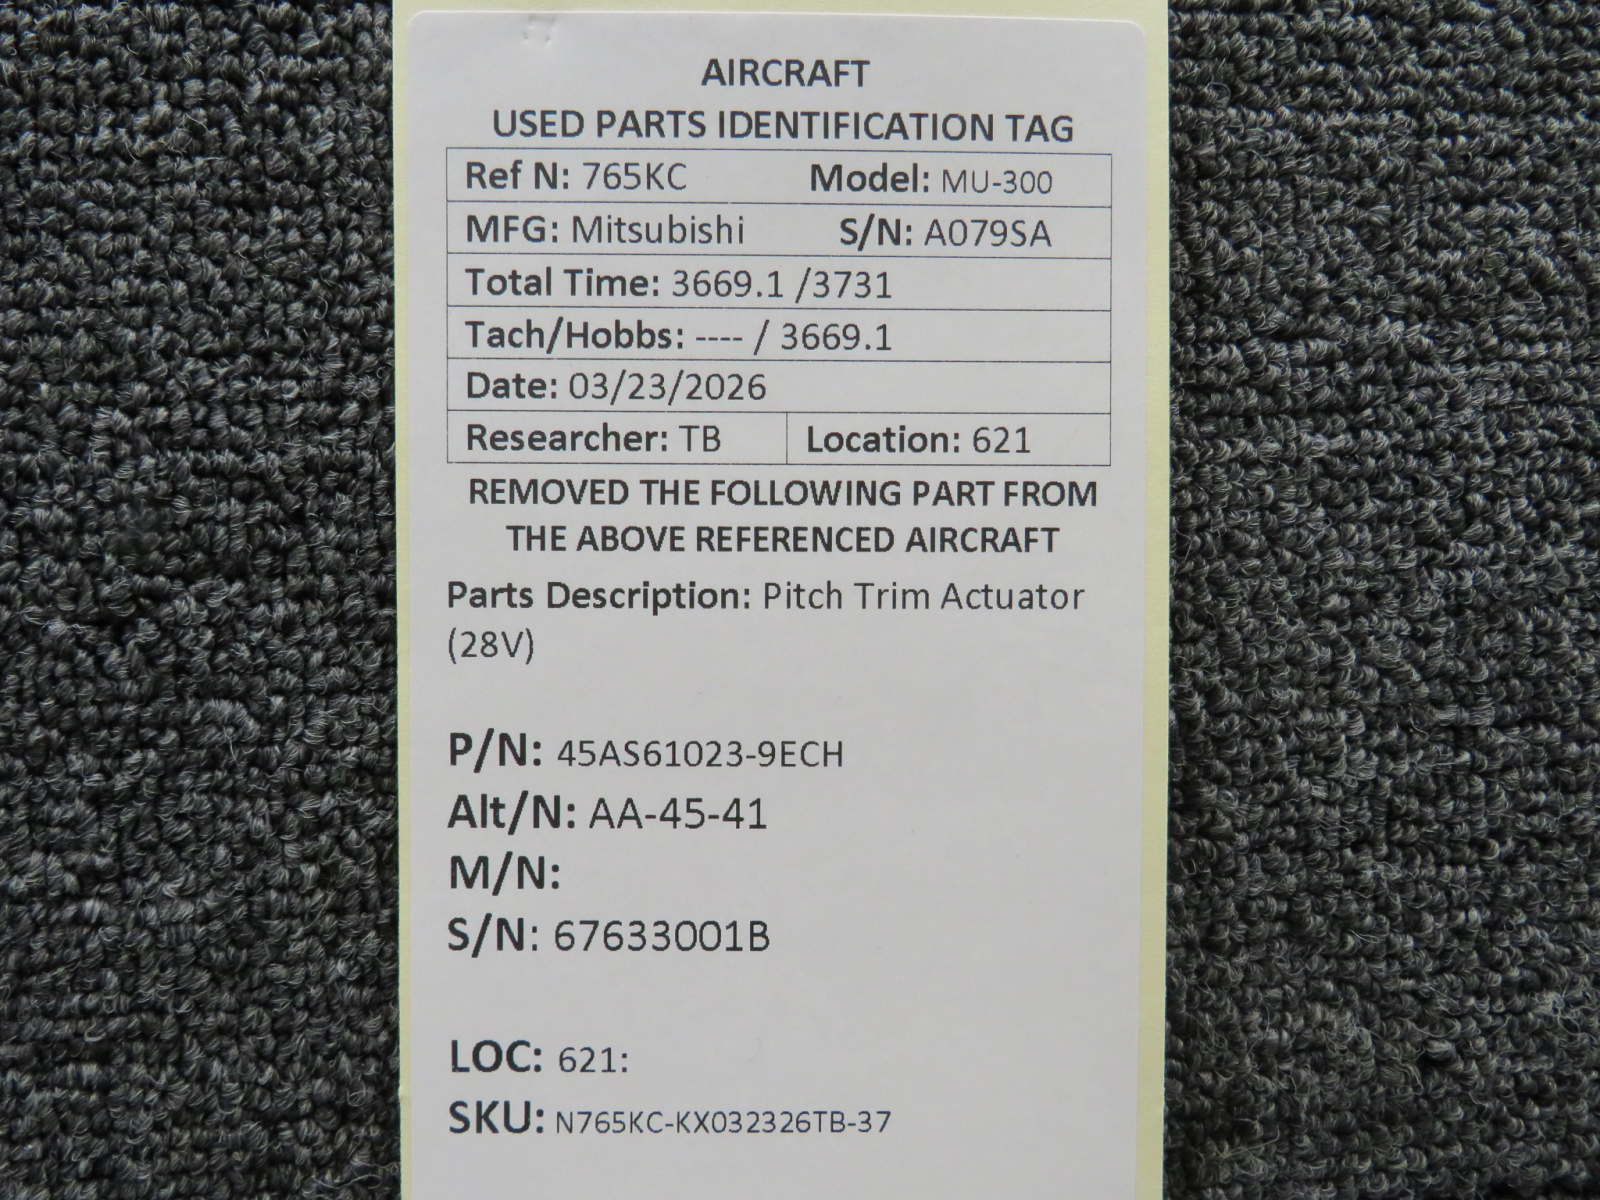 AIRCRAFT
USED PARTS IDENTIFICATION TAG
Ref N: 765KC Model: MU-300
MFG: Mitsubishi S/N: A079SA
Total Time: 3669.1 /3731
Tach/Hobbs: ---- / 3669.1
Date: 03/23/2026
Researcher: TB Location: 621
REMOVED THE FOLLOWING PART FROM
THE ABOVE REFERENCED AIRCRAFT
Parts Description: Pitch Trim Actuator
(28V)
P/N: 45AS61023-9ECH
Alt/N: AA-45-41
M/N:
S/N: 67633001B
LOC: 621:
SKU: N765KC-KX032326TB-37